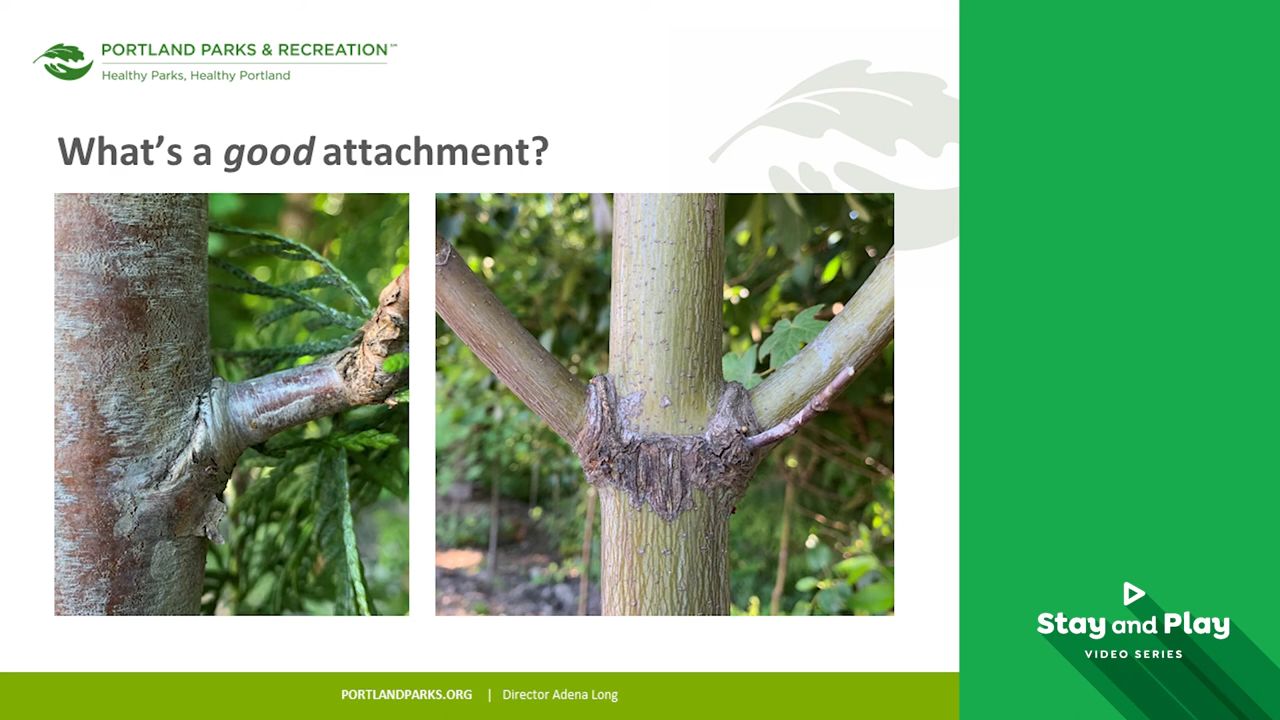 PORTLAND PARKS & RECREATION℠
Healthy Parks, Healthy Portland
What's a good attachment?
Stay and Play
VIDEO SERIES
PORTLANDPARKS.ORG | Director Adena Long